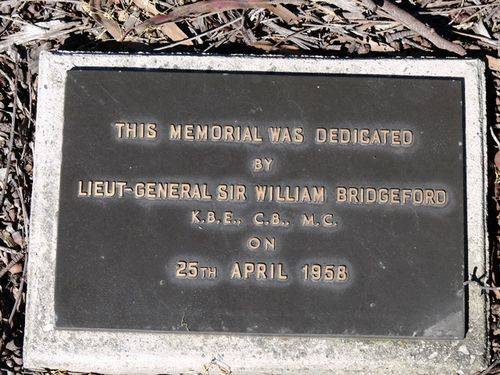 THIS MEMORIAL WAS DEDICATED
BY
LIEUT-GENERAL SIR WILLIAM BRIDGEFORD
K.B.E., C.B., M.C.
ON
25TH APRIL 1958